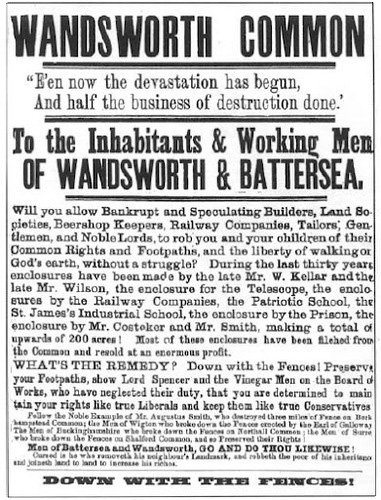 WANDSWORTH COMMON
"E'en now the devastation has begun,
And half the business of destruction done.'
To the Inhabitants & Working Men
OF WANDSWORTH & BATTERSEA.
Will you allow Bankrupt and Speculating Builders, Land So-
cieties, Beershop Keepers, Railway Companies, Tailors, Gen-
tlemen, and Noble Lords, to rob you and your children of their
Common Rights and Footpaths, and the liberty of walking on
God's earth, without a struggle? During the last thirty years
enclosures have been made by the late Mr. W. Kellar and the
late Mr. Wilson, the enclosure for the Telescope, the enclo-
sures by the Railway Companies, the Patriotic School, the
St. James's Industrial School, the enclosure by the Prison, the
enclosure by Mr. Costeker and Mr. Smith, making a total of
upwards of 200 acres! Most of these enclosures have been filched from
the Common and resold at an enormous profit.
WHAT'S THE REMEDY? Down with the Fences! Preserve
your Footpaths, show Lord Spencer and the Vinegar Men on the Board of
Works, who have neglected their duty, that you are determined to main
tain your rights like true Liberals and keep them like true Conservatives
Follow the Noble Example of Mr. Augustus Smith, who destroyed three miles of Fence on Berk
hampstead Common; the Men of Wigton who broke down the Fences erected by the Earl of Galloway
The Men of Buckinghamshire who broke down the Fences on Northall Common; the Men of Surre
who broke down the Fences on Shalford Common, and so Preserved their Rights!
Men of Battersea and Wandsworth, GO AND DO THOU LIKEWISE!
Cursed is he who removeth his neighbour's Landmark, and robbeth the poor of his inheritanc
and joineth land to land to increase his riches.
DOWN WITH THE FENCES!